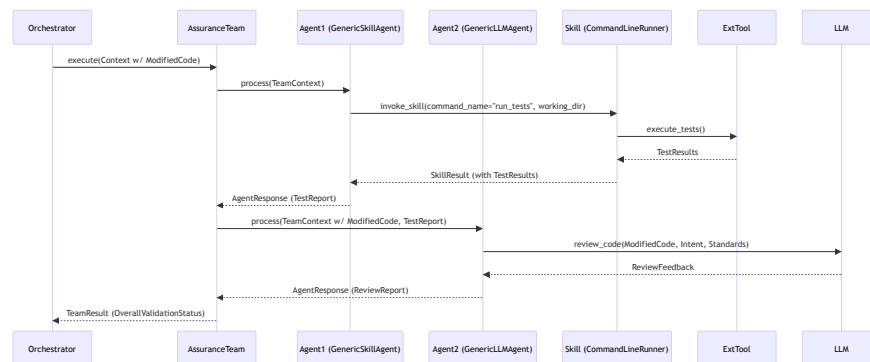 Orchestrator
AssuranceTeam
Agent1 (GenericSkillAgent)
Agent2 (GenericLLMAgent)
Skill (CommandLineRunner)
ExtTool
LLM
execute(Context w/ ModifiedCode)
process(TeamContext)
invoke_skill(command_name="run_tests", working_dir)
execute_tests()
TestResults
SkillResult (with TestResults)
AgentResponse (TestReport)
process(TeamContext w/ ModifiedCode, TestReport)
review_code(ModifiedCode, Intent, Standards)
ReviewFeedback
AgentResponse (ReviewReport)
TeamResult (OverallValidationStatus)
Orchestrator
AssuranceTeam
Agent1 (GenericSkillAgent)
Agent2 (GenericLLMAgent)
Skill (CommandLineRunner)
ExtTool
LLM